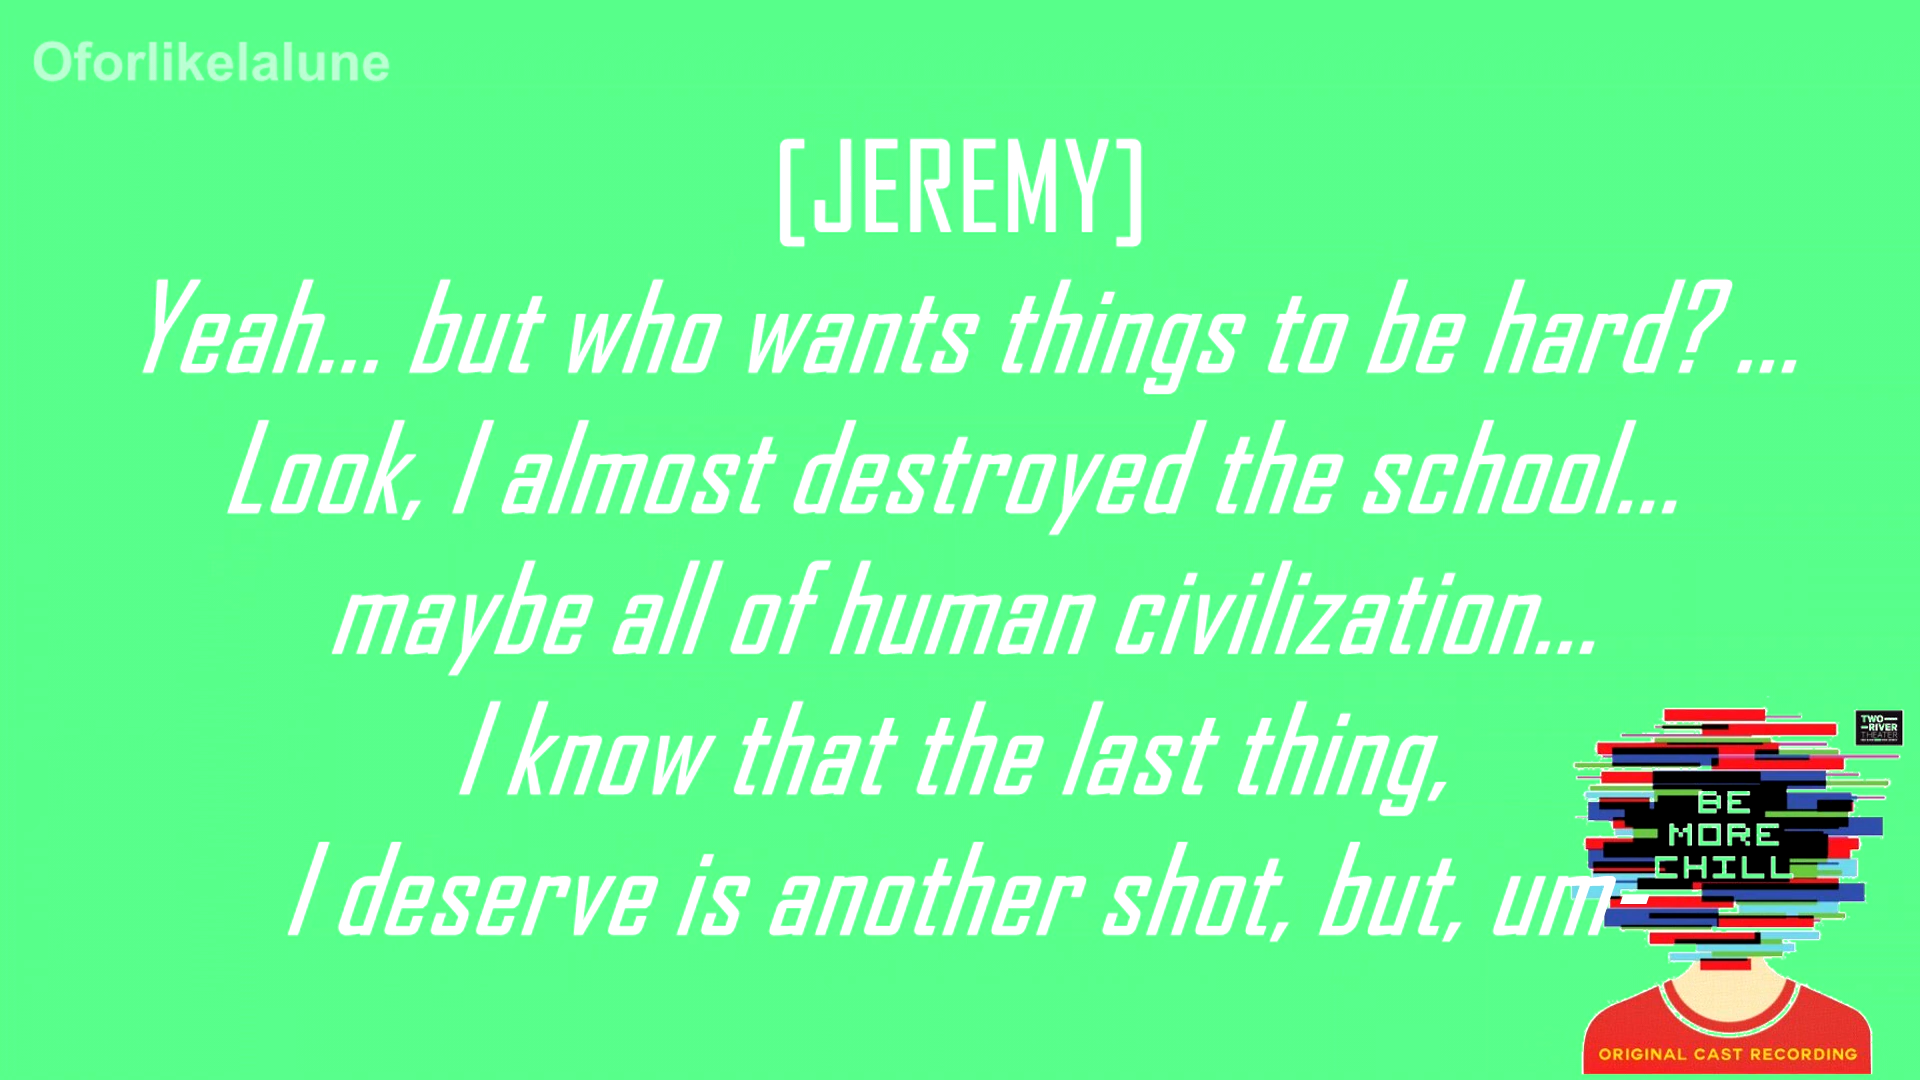 Oforlikelalune
[JEREMY]
Yeah... but who wants things to be hard? ...
Look, I almost destroyed the school...
maybe all of human civilization...
I know that the last thing,
I deserve is another shot, but, um-
TWO
RIVER
THEATER
BE
MORE
CHILL
ORIGINAL CAST RECORDING